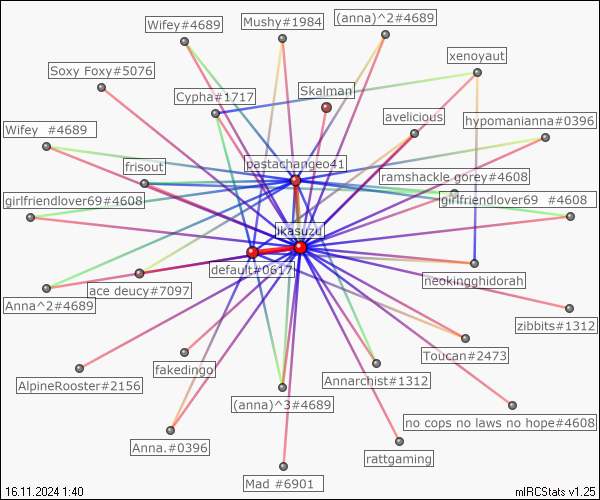 (anna)^2#4689
Mushy#1984
Wifey#4689
xenoyaut
Soxy Foxy#5076
Skalman
Cypha#1717
avelicious
hypomanianna#0396
Wifey  #4689
pastachangeo41
frisout
ramshackle gorey#4608
girlfriendlover69#4608
girlfriendlover69  #4608
ikasuzu
default#0617
neokingghidorah
ace deucy#7097
Anna^2#4689
zibbits#1312
Toucan#2473
fakedingo
Annarchist#1312
AlpineRooster#2156
(anna)^3#4689
no cops no laws no hope#4608
Anna.#0396
rattgaming
Mad #6901
16.11.2024 1:40
mIRCStats v1.25